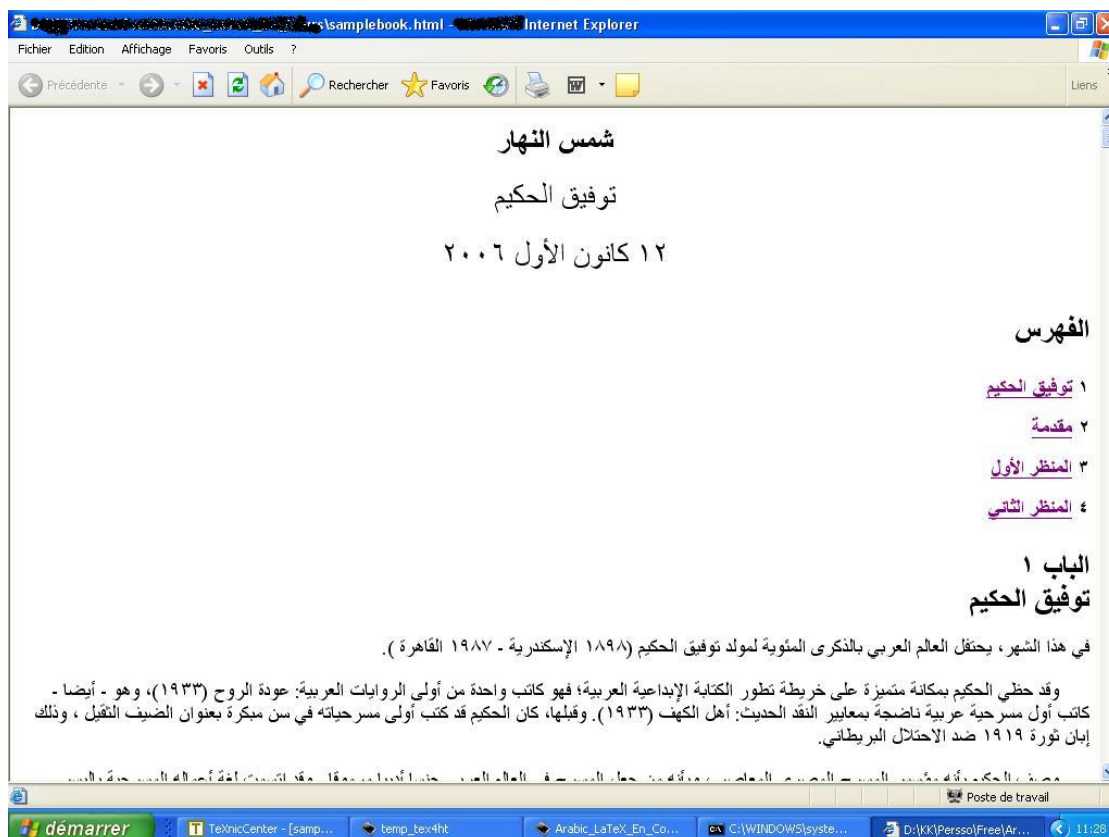 \samplebook.html - Internet Explorer
Fichier Edition Affichage Favoris Outils ?
Précédente Rechercher Favoris Liens
شمس النهار
توفيق الحكيم
١٢ كانون الأول ٢٠٠٦
الفهرس
١ توفيق الحكيم
٢ مقدمة
٣ المنظر الأول
٤ المنظر الثاني
الباب ١
توفيق الحكيم
في هذا الشهر، يحتفل العالم العربي بالذكرى المئوية لمولد توفيق الحكيم (١٨٩٨ الإسكندرية - ١٩٨٧ القاهرة ).
وقد حظي الحكيم بمكانة متميزة على خريطة تطور الكتابة الإبداعية العربية؛ فهو كاتب واحدة من أولى الروايات العربية: عودة الروح (١٩٣٣)، وهو - أيضا -
كاتب أول مسرحية عربية ناضجة بمعايير النقد الحديث: أهل الكهف (١٩٣٣). وقبلها، كان الحكيم قد كتب أولى مسرحياته في سن مبكرة بعنوان الضيف الثقيل ، وذلك
إبان ثورة ١٩١٩ ضد الاحتلال البريطاني.
Poste de travail
démarrer TeXnicCenter - [samp... temp_tex4ht Arabic_LaTeX_En_Co... C:\WINDOWS\syste... D:\KK\Persso\Free\Ar... 11:28